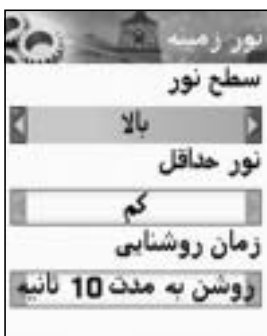 نور زمینه
سطح نور
بالا
نور حداقل
کم
زمان روشنایی
روشن به مدت 10 ثانیه